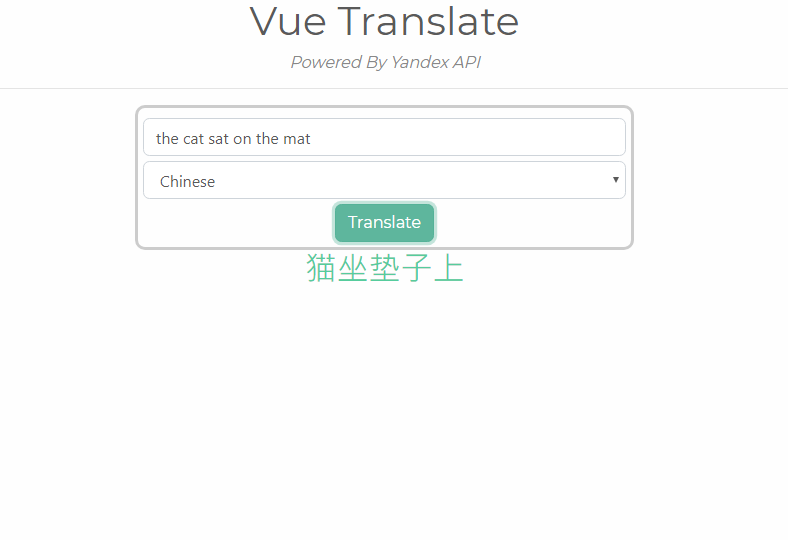 Vue Translate
Powered By Yandex API
the cat sat on the mat
Chinese
Translate
猫坐垫子上